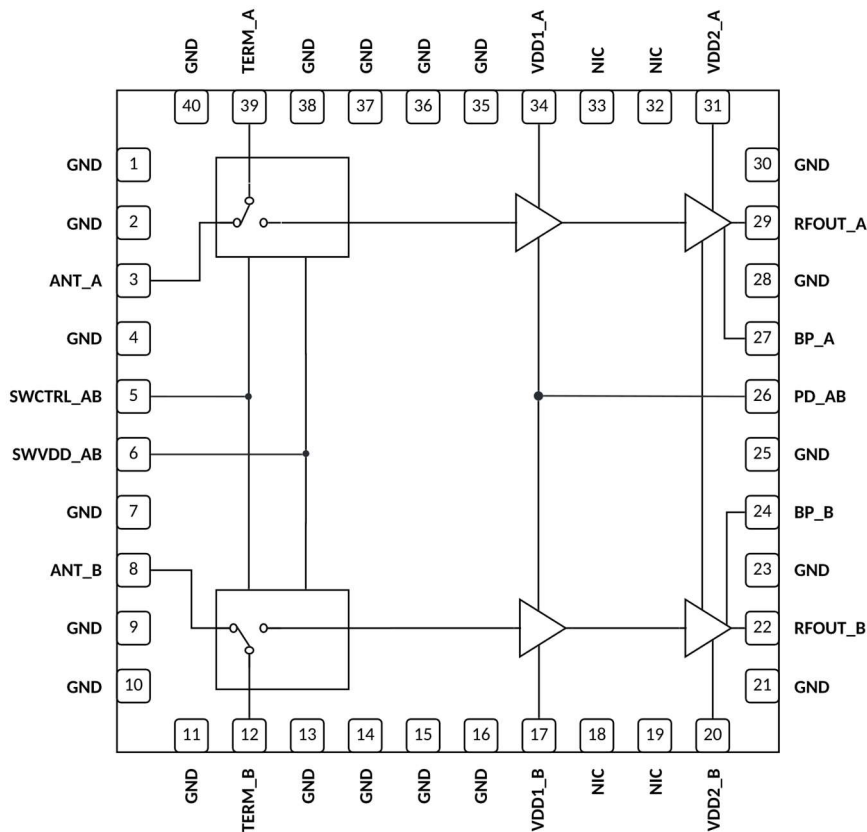 GND
TERM_A
GND
GND
GND
GND
VDD1_A
NIC
NIC
VDD2_A
40
39
38
37
36
35
34
33
32
31
GND 1
30 GND
GND 2
29 RFOUT_A
ANT_A 3
28 GND
GND 4
27 BP_A
SWCTRL_AB 5
26 PD_AB
SWVDD_AB 6
25 GND
GND 7
24 BP_B
ANT_B 8
23 GND
GND 9
22 RFOUT_B
GND 10
21 GND
11
12
13
14
15
16
17
18
19
20
GND
TERM_B
GND
GND
GND
GND
VDD1_B
NIC
NIC
VDD2_B